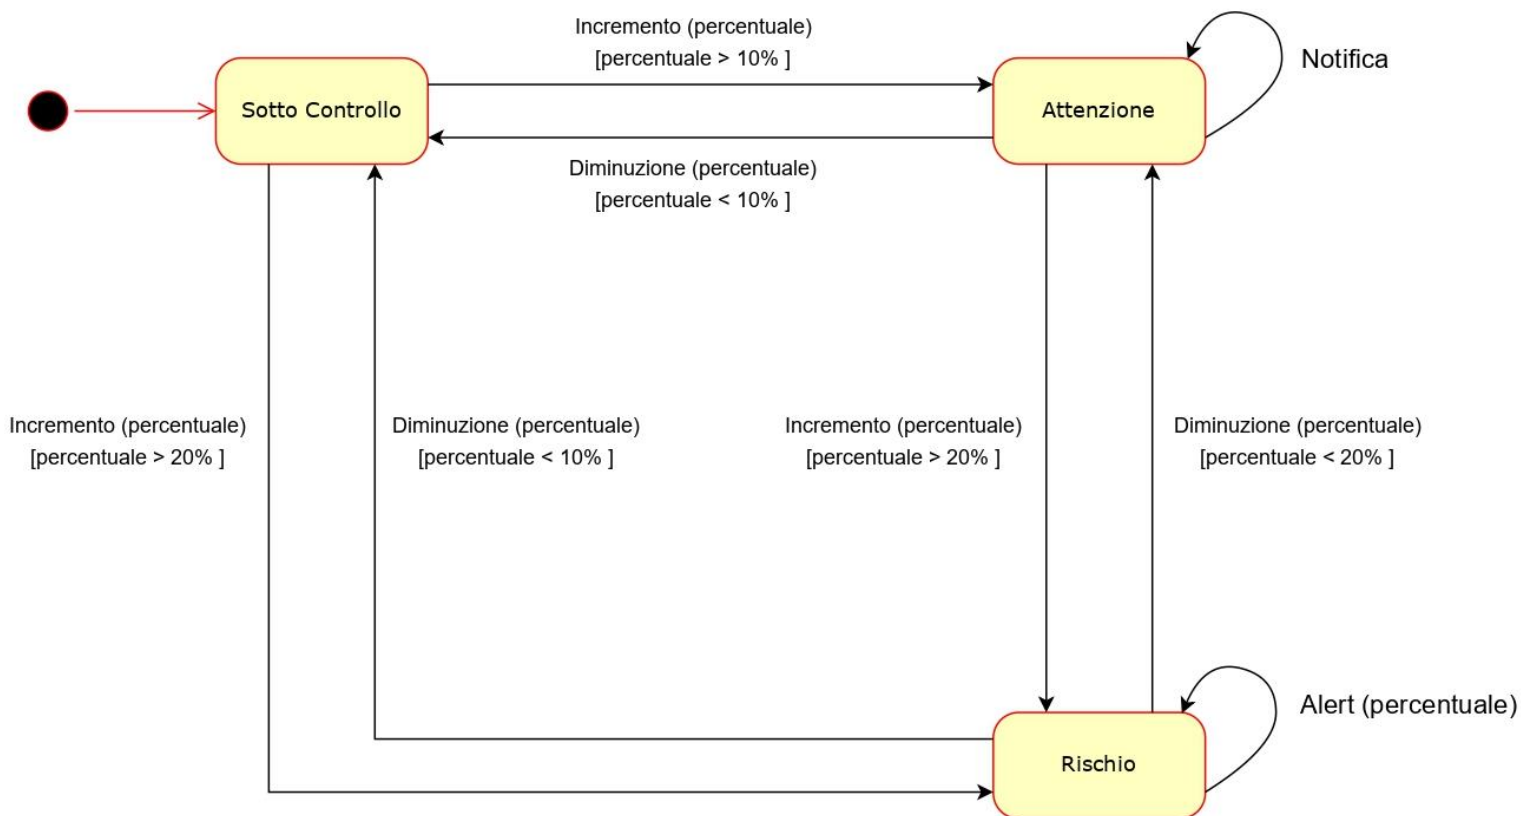 Incremento (percentuale)
[percentuale > 10% ]
Notifica
Sotto Controllo
Attenzione
Diminuzione (percentuale)
[percentuale < 10% ]
Incremento (percentuale)
[percentuale > 20% ]
Diminuzione (percentuale)
[percentuale < 10% ]
Incremento (percentuale)
[percentuale > 20% ]
Diminuzione (percentuale)
[percentuale < 20% ]
Alert (percentuale)
Rischio